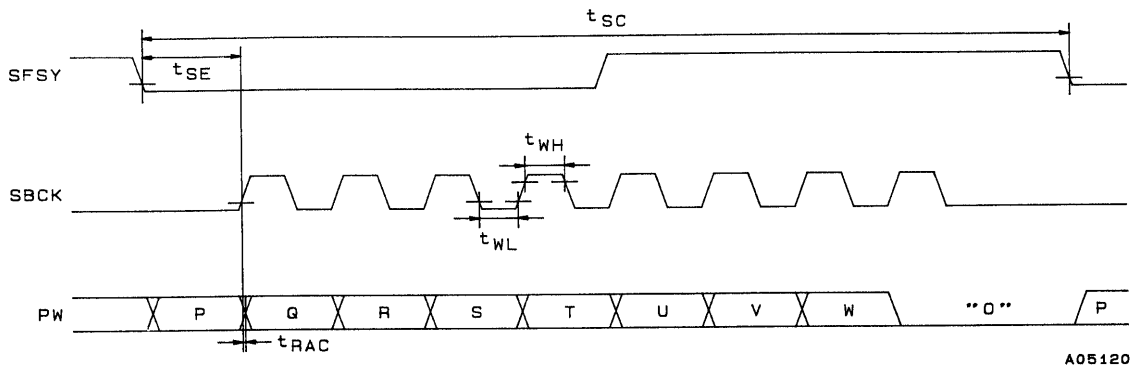 tSC
tSE
SFSY
tWH
SBCK
tWL
PW P Q R S T U V W "0" P
tRAC
A05120